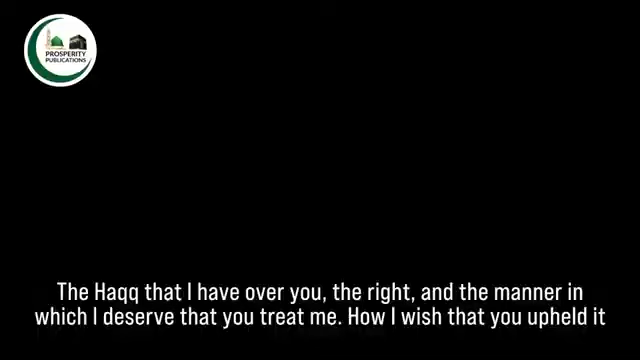 PROSPERITY
PUBLICATIONS
The Haqq that I have over you, the right, and the manner in
which I deserve that you treat me. How I wish that you upheld it